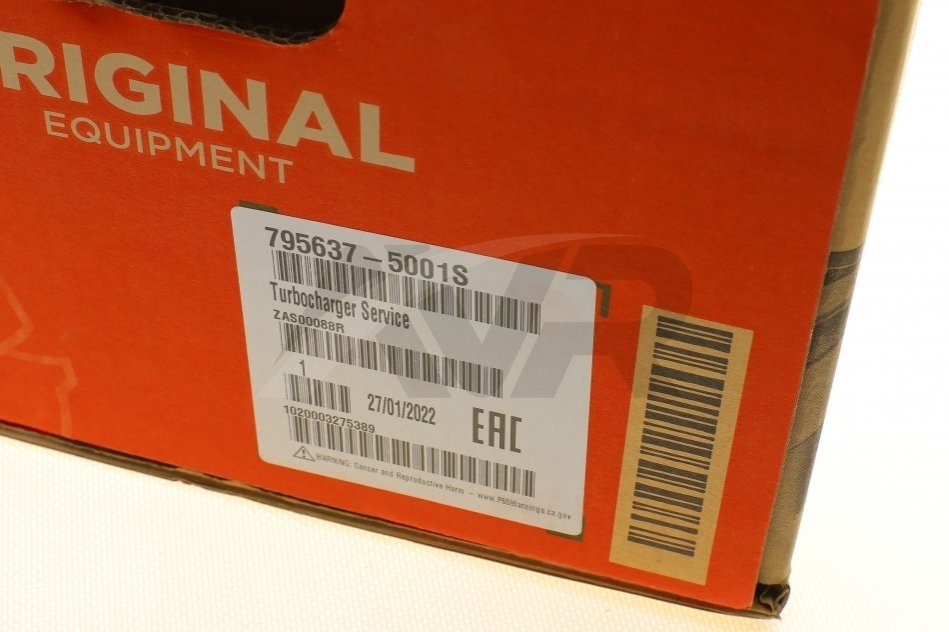 RIGINAL
EQUIPMENT
795637-5001S
Turbocharger Service
ZAS00088R
1
27/01/2022
EAC
1020003275389
WARNING: Cancer and Reproductive Harm - www.P65Warnings.ca.gov
AVR